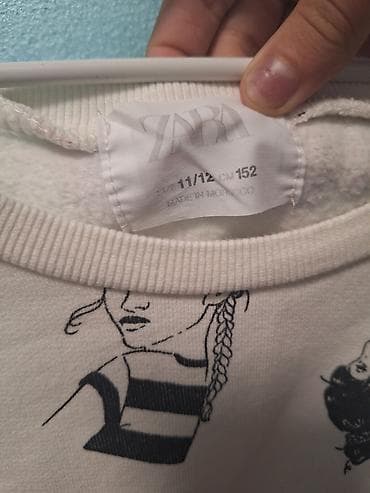 ZARA
11/12 CM 152
MADE IN MOROCCO